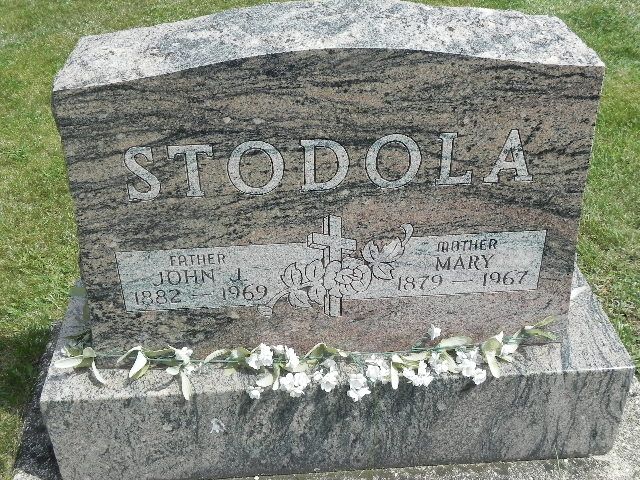 STODOLA
FATHER
JOHN J.
1882 — 1969
MOTHER
MARY
1879 — 1967